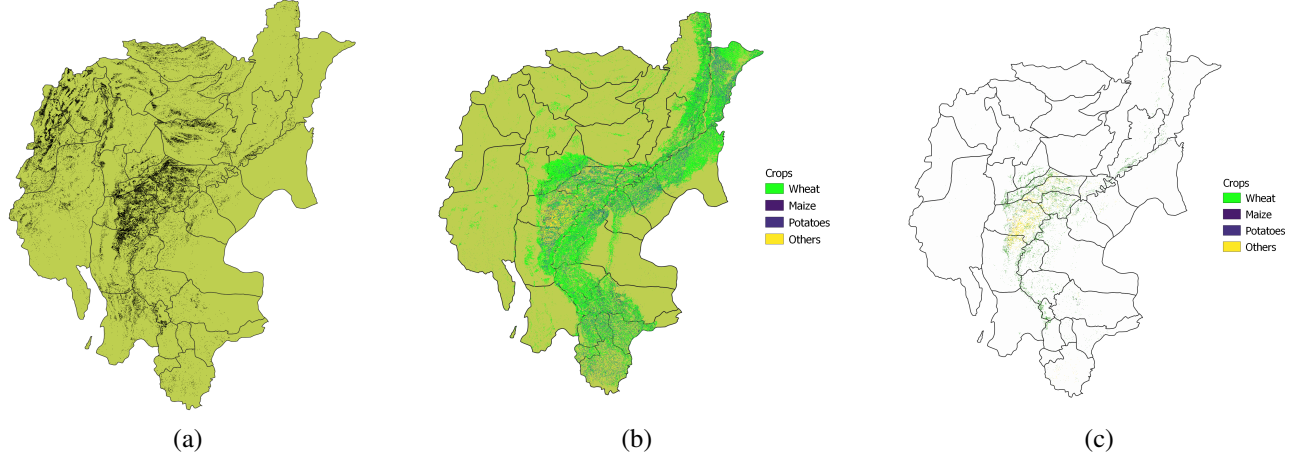 Crops
Wheat
Maize
Potatoes
Others
Crops
Wheat
Maize
Potatoes
Others
(a)
(b)
(c)